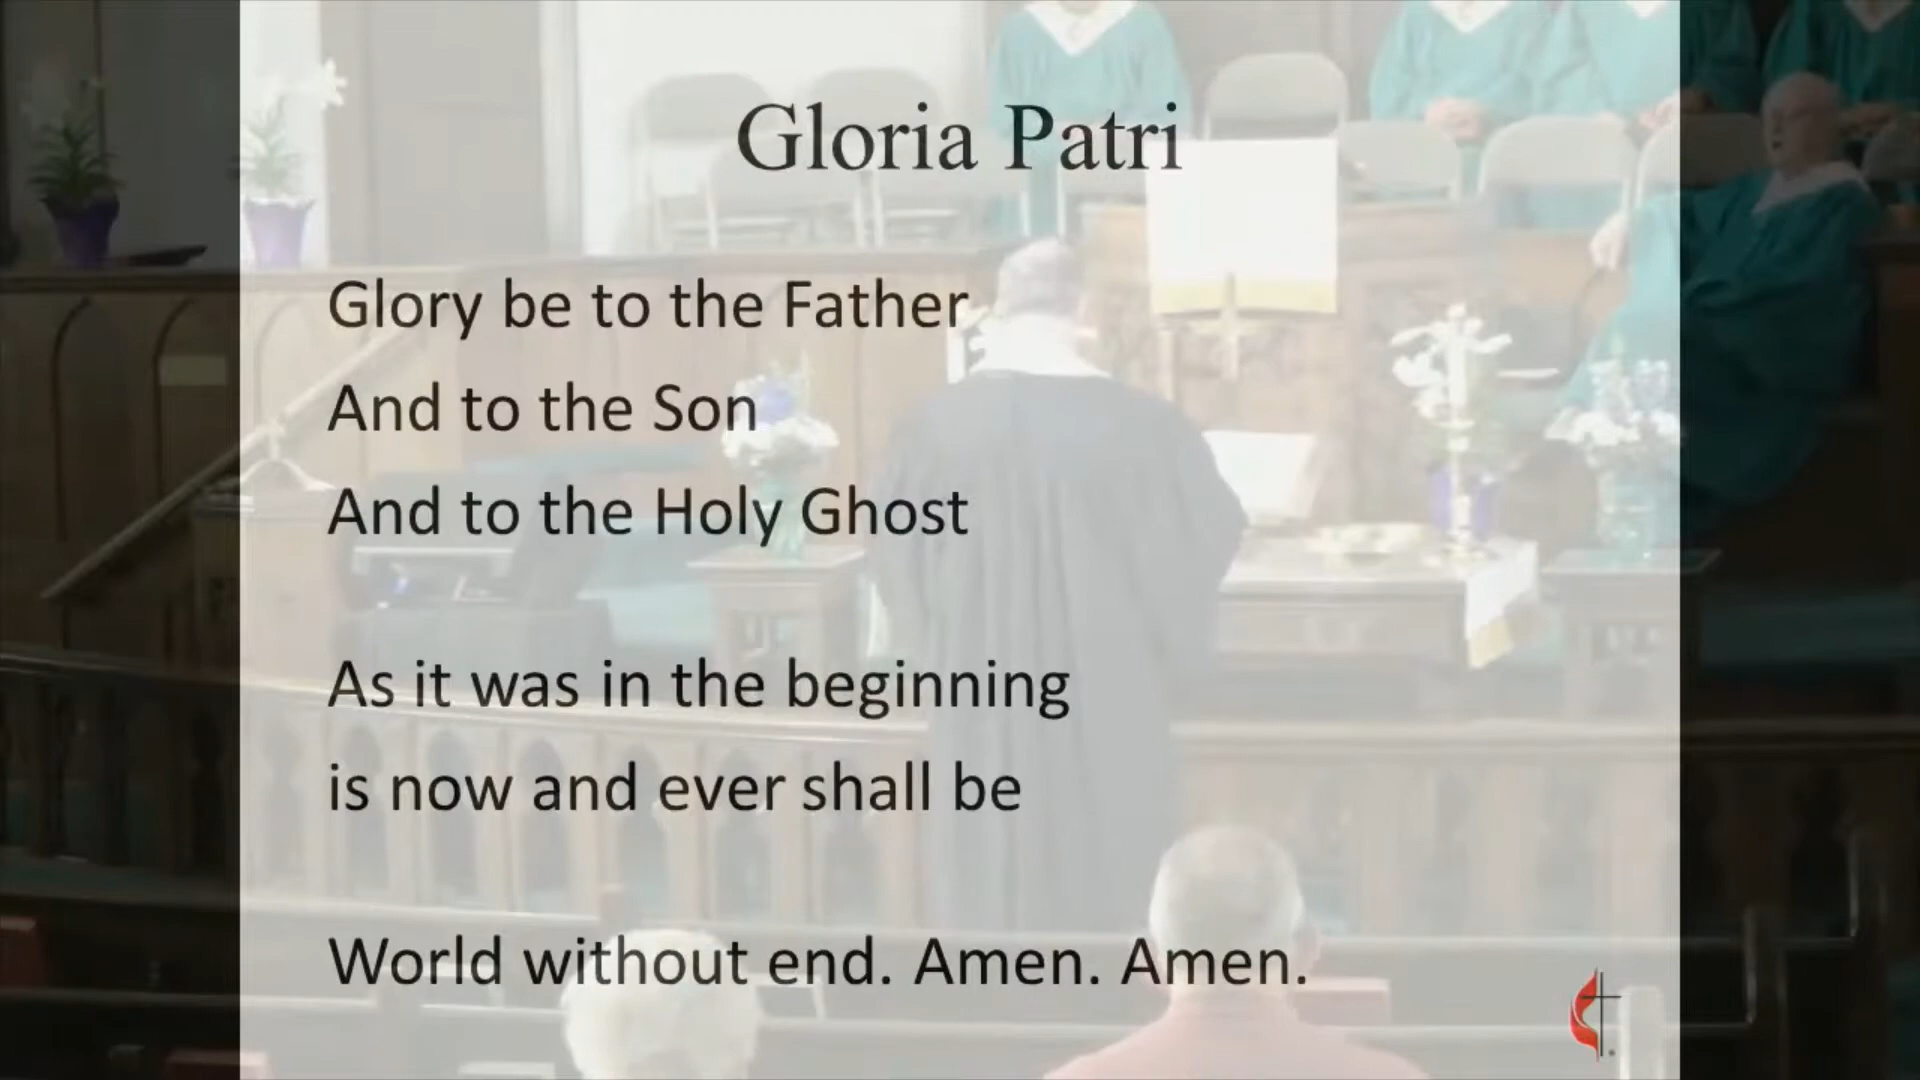 Gloria Patri
Glory be to the Father
And to the Son
And to the Holy Ghost
As it was in the beginning
is now and ever shall be
World without end. Amen. Amen.